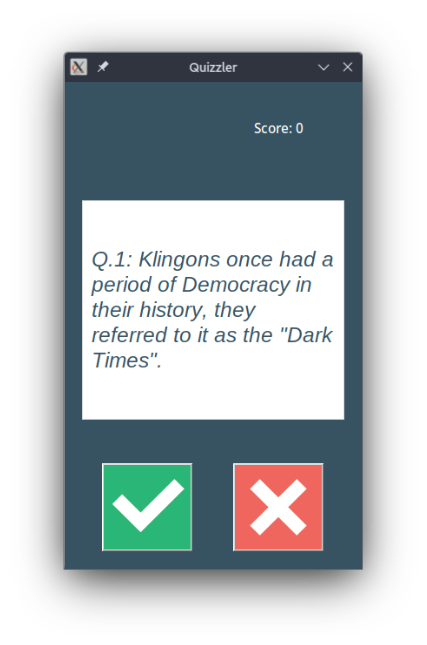 Quizzler
Score: 0
Q.1: Klingons once had a
period of Democracy in
their history, they
referred to it as the "Dark
Times".